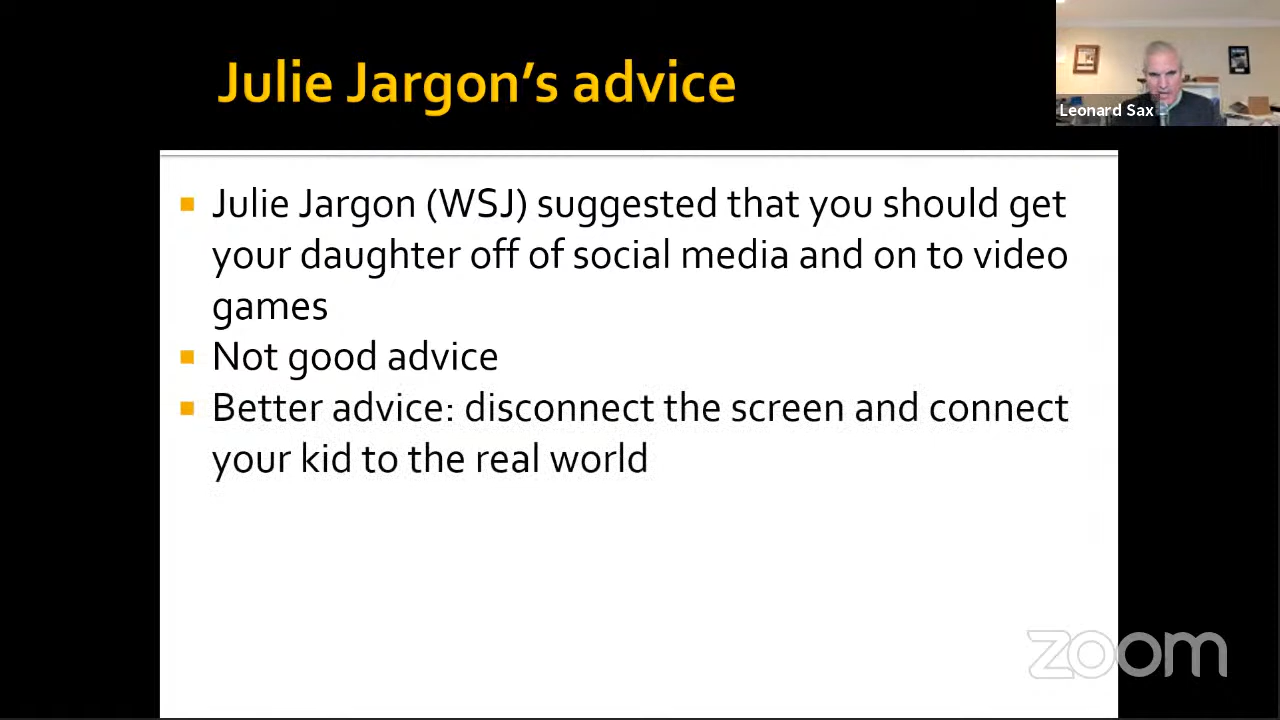 Julie Jargon's advice
Leonard Sax
Julie Jargon (WSJ) suggested that you should get
your daughter off of social media and on to video
games
Not good advice
Better advice: disconnect the screen and connect
your kid to the real world
zoom